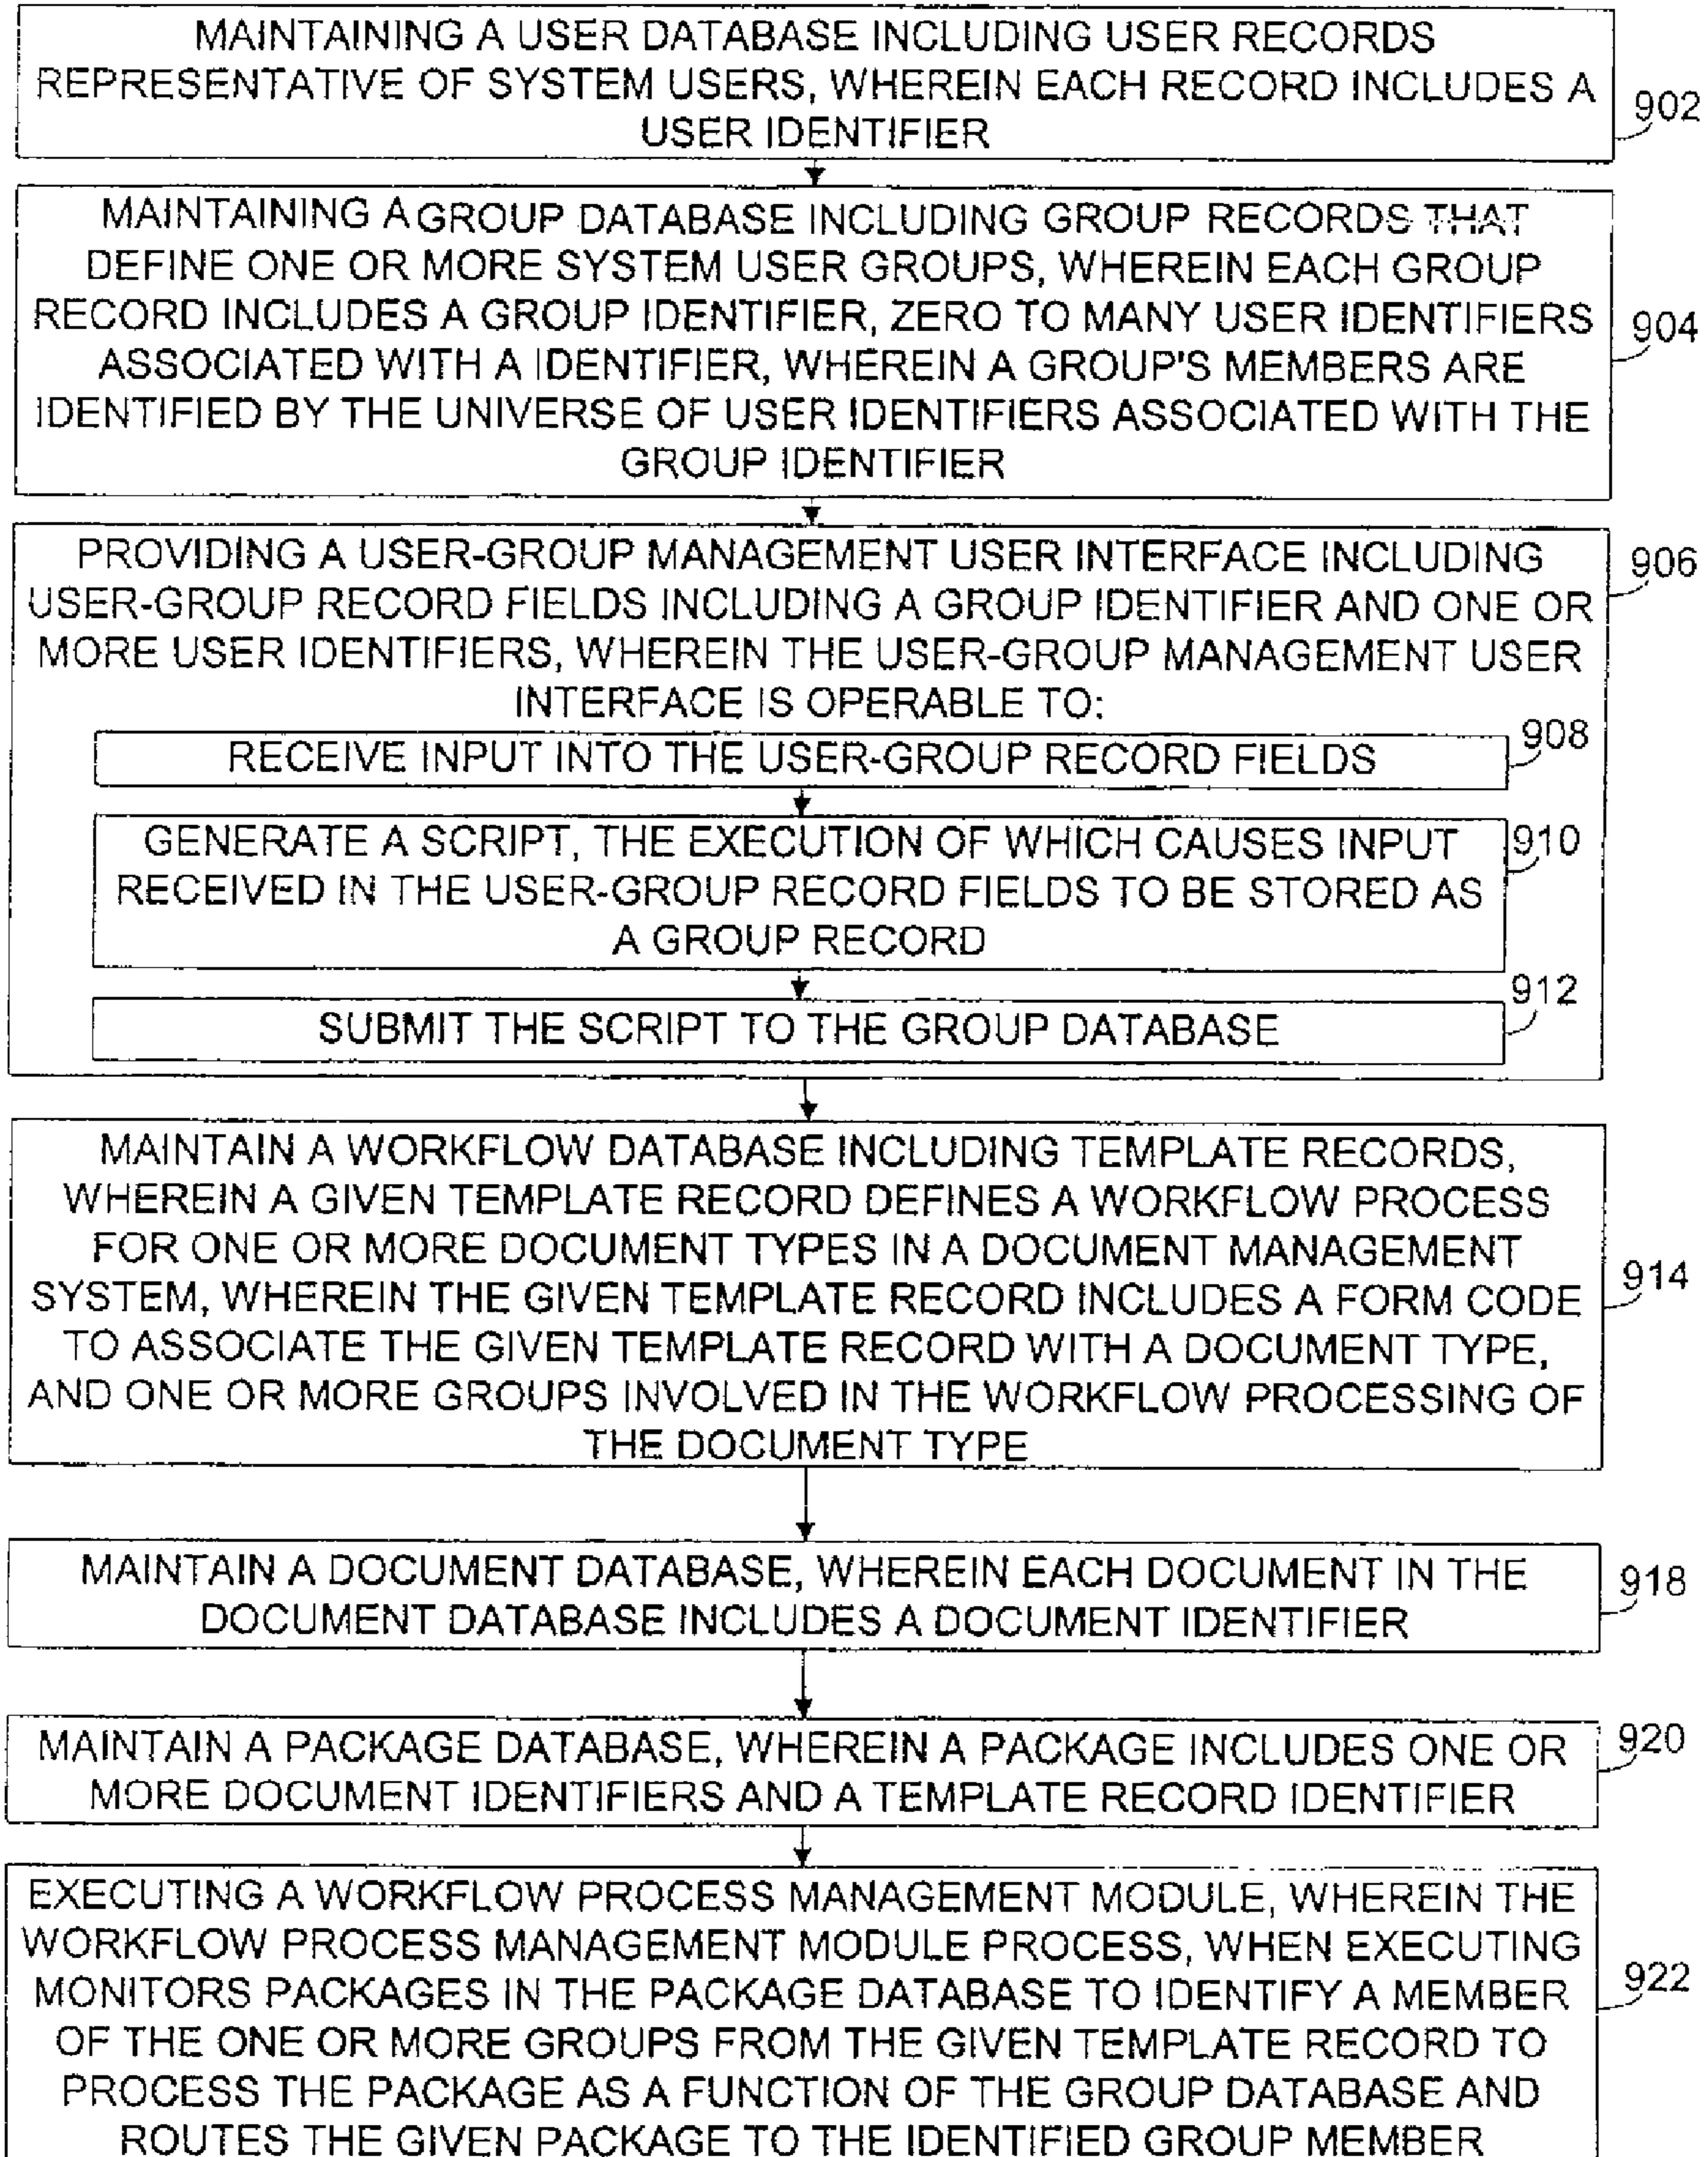 MAINTAINING A USER DATABASE INCLUDING USER RECORDS
REPRESENTATIVE OF SYSTEM USERS, WHEREIN EACH RECORD INCLUDES A
USER IDENTIFIER
902
MAINTAINING A GROUP DATABASE INCLUDING GROUP RECORDS THAT
DEFINE ONE OR MORE SYSTEM USER GROUPS, WHEREIN EACH GROUP
RECORD INCLUDES A GROUP IDENTIFIER, ZERO TO MANY USER IDENTIFIERS
ASSOCIATED WITH A IDENTIFIER, WHEREIN A GROUP'S MEMBERS ARE
IDENTIFIED BY THE UNIVERSE OF USER IDENTIFIERS ASSOCIATED WITH THE
GROUP IDENTIFIER
904
PROVIDING A USER-GROUP MANAGEMENT USER INTERFACE INCLUDING
USER-GROUP RECORD FIELDS INCLUDING A GROUP IDENTIFIER AND ONE OR
MORE USER IDENTIFIERS, WHEREIN THE USER-GROUP MANAGEMENT USER
INTERFACE IS OPERABLE TO:
906
RECEIVE INPUT INTO THE USER-GROUP RECORD FIELDS
908
GENERATE A SCRIPT, THE EXECUTION OF WHICH CAUSES INPUT
RECEIVED IN THE USER-GROUP RECORD FIELDS TO BE STORED AS
A GROUP RECORD
910
SUBMIT THE SCRIPT TO THE GROUP DATABASE
912
MAINTAIN A WORKFLOW DATABASE INCLUDING TEMPLATE RECORDS,
WHEREIN A GIVEN TEMPLATE RECORD DEFINES A WORKFLOW PROCESS
FOR ONE OR MORE DOCUMENT TYPES IN A DOCUMENT MANAGEMENT
SYSTEM, WHEREIN THE GIVEN TEMPLATE RECORD INCLUDES A FORM CODE
TO ASSOCIATE THE GIVEN TEMPLATE RECORD WITH A DOCUMENT TYPE,
AND ONE OR MORE GROUPS INVOLVED IN THE WORKFLOW PROCESSING OF
THE DOCUMENT TYPE
914
MAINTAIN A DOCUMENT DATABASE, WHEREIN EACH DOCUMENT IN THE
DOCUMENT DATABASE INCLUDES A DOCUMENT IDENTIFIER
918
MAINTAIN A PACKAGE DATABASE, WHEREIN A PACKAGE INCLUDES ONE OR
MORE DOCUMENT IDENTIFIERS AND A TEMPLATE RECORD IDENTIFIER
920
EXECUTING A WORKFLOW PROCESS MANAGEMENT MODULE, WHEREIN THE
WORKFLOW PROCESS MANAGEMENT MODULE PROCESS, WHEN EXECUTING
MONITORS PACKAGES IN THE PACKAGE DATABASE TO IDENTIFY A MEMBER
OF THE ONE OR MORE GROUPS FROM THE GIVEN TEMPLATE RECORD TO
PROCESS THE PACKAGE AS A FUNCTION OF THE GROUP DATABASE AND
ROUTES THE GIVEN PACKAGE TO THE IDENTIFIED GROUP MEMBER
922